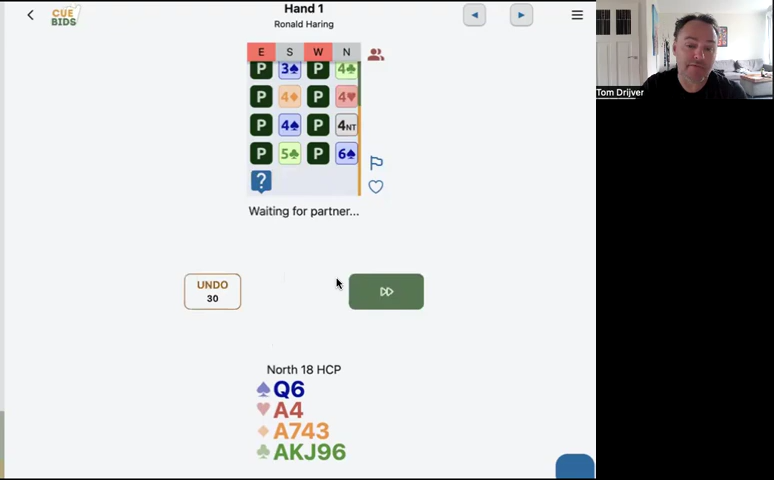 Hand 1
CUE
BIDS
Ronald Haring
E S W N
P 3♠ P 4♣
P 4♦ P 4♥
P 4♠ P 4NT
P 5♣ P 6♠
?
Waiting for partner...
UNDO
30
North 18 HCP
♠ Q6
♥ A4
♦ A743
♣ AKJ96
Tom Drijver